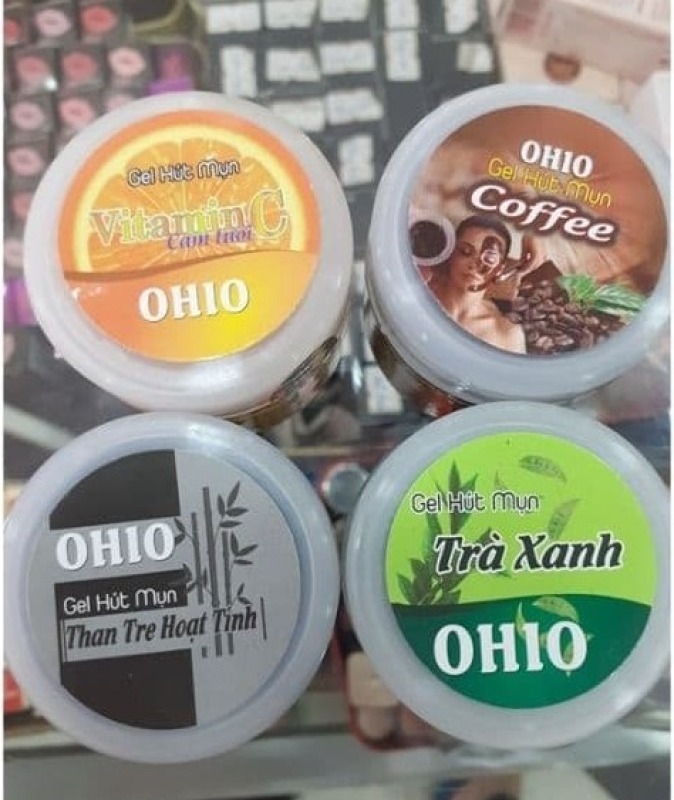 Gel Hút Mụn
Vitamin C
Cam tươi
OHIO
OHIO
Gel Hút Mụn
Coffee
OHIO
Gel Hút Mụn
Than Tre Hoạt Tính
Gel Hút Mụn
Trà Xanh
OHIO